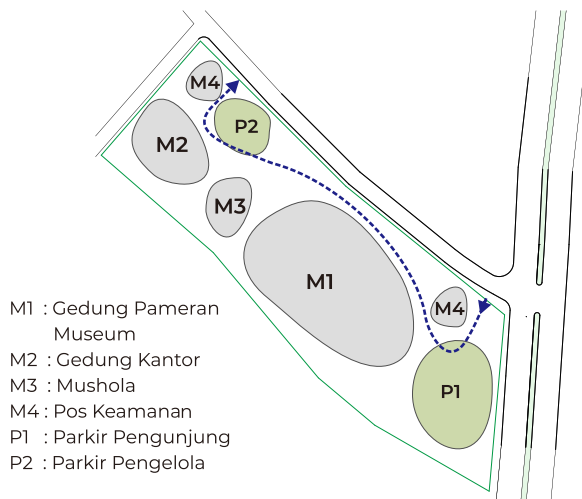 M4
P2
M2
M3
M1
M4
P1
M1 : Gedung Pameran
Museum
M2 : Gedung Kantor
M3 : Mushola
M4 : Pos Keamanan
P1 : Parkir Pengunjung
P2 : Parkir Pengelola